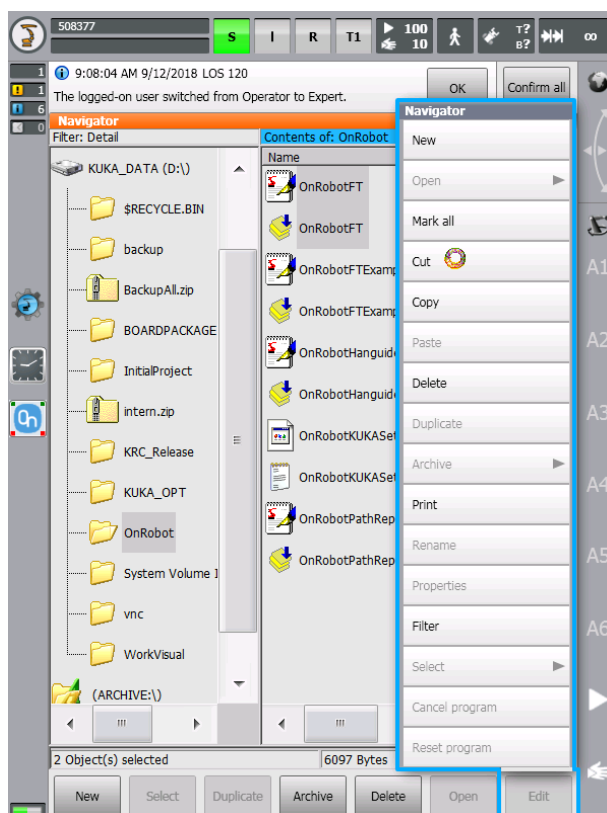 508377
S I R T1 100 10 T? B? ∞
1
1
6
0
9:08:04 AM 9/12/2018 LOS 120
The logged-on user switched from Operator to Expert.
OK
Confirm all
Navigator
Filter: Detail
Contents of: OnRobot
Name
KUKA_DATA (D:\)
$RECYCLE.BIN
backup
BackupAll.zip
BOARDPACKAGE
InitialProject
intern.zip
KRC_Release
KUKA_OPT
OnRobot
System Volume I
vnc
WorkVisual
(ARCHIVE:\)
OnRobotFT
OnRobotFT
OnRobotFTExamp
OnRobotFTExamp
OnRobotHanguid
OnRobotHanguid
OnRobotKUKASet
OnRobotKUKASet
OnRobotPathRep
OnRobotPathRep
Navigator
New
Open
Mark all
Cut
Copy
Paste
Delete
Duplicate
Archive
Print
Rename
Properties
Filter
Select
Cancel program
Reset program
A1
A2
A3
A4
A5
A6
On
2 Object(s) selected
6097 Bytes
New Select Duplicate Archive Delete Open Edit